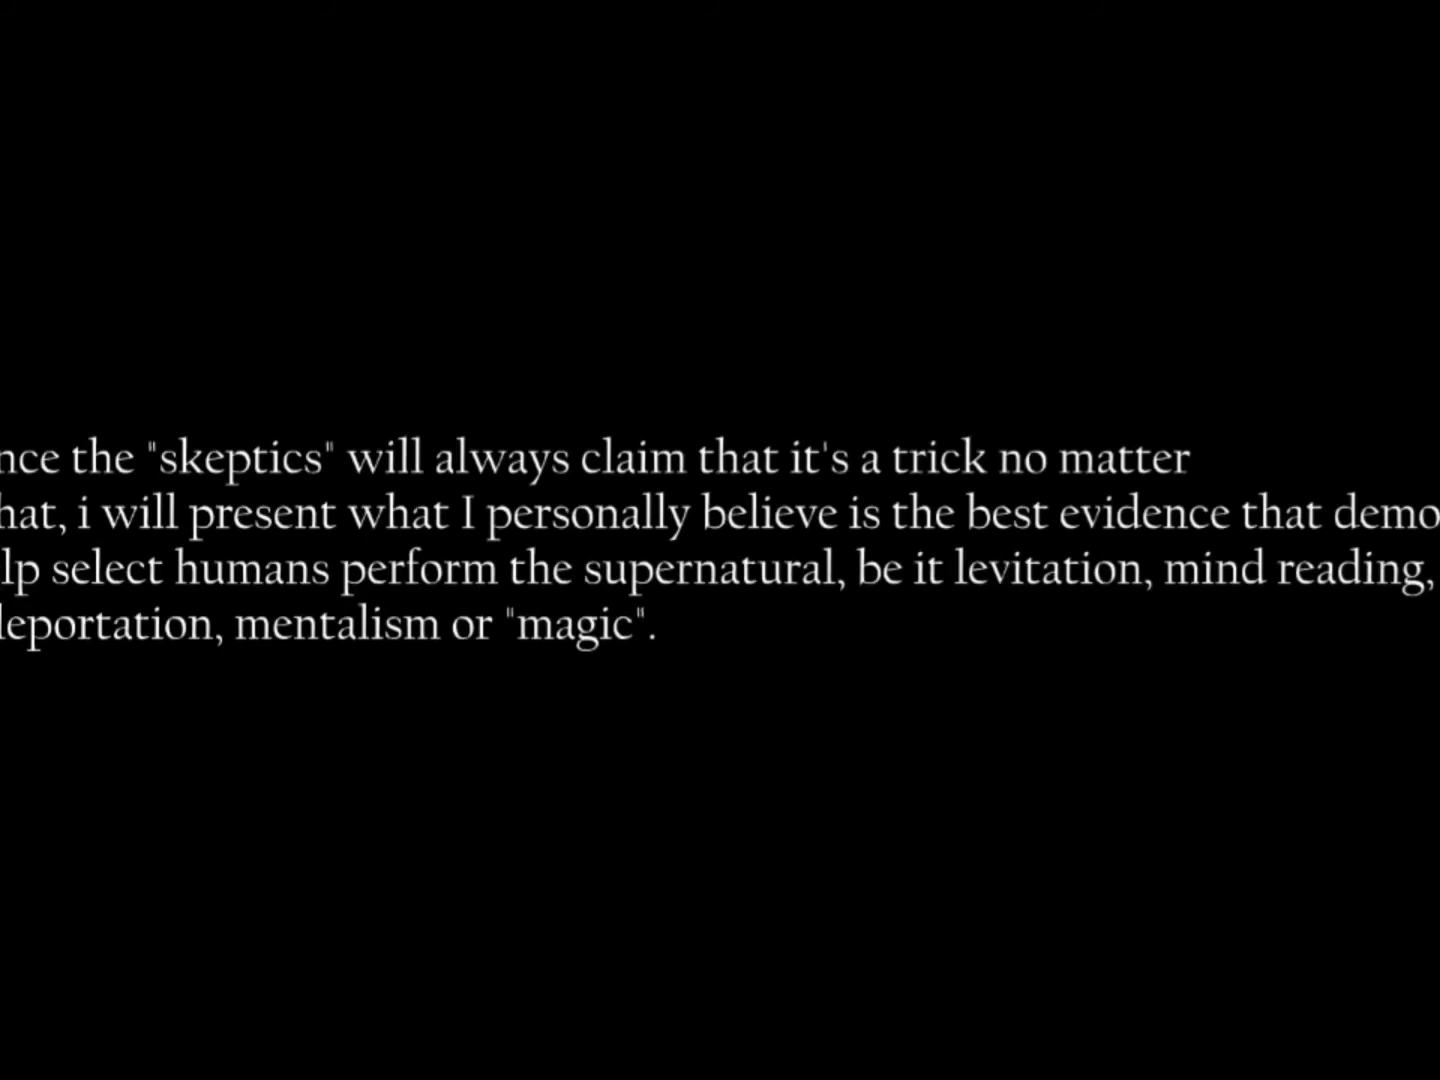 nce the "skeptics" will always claim that it's a trick no matter
hat, i will present what I personally believe is the best evidence that demo
lp select humans perform the supernatural, be it levitation, mind reading,
leportation, mentalism or "magic".